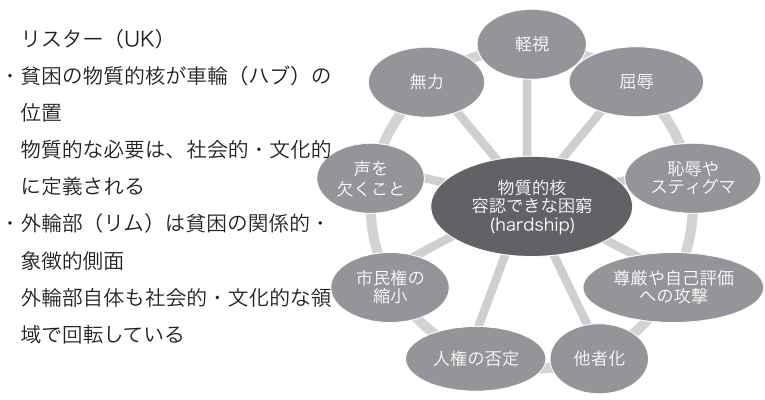 リスター（UK）
・貧困の物質的核が車輪（ハブ）の
位置
物質的な必要は、社会的・文化的
に定義される
・外輪部（リム）は貧困の関係的・
象徴的側面
外輪部自体も社会的・文化的な領
域で回転している
軽視
屈辱
恥辱や
スティグマ
尊厳や自己評価
への攻撃
他者化
人権の否定
市民権の
縮小
声を
欠くこと
無力
物質的核
容認できな困窮
(hardship)